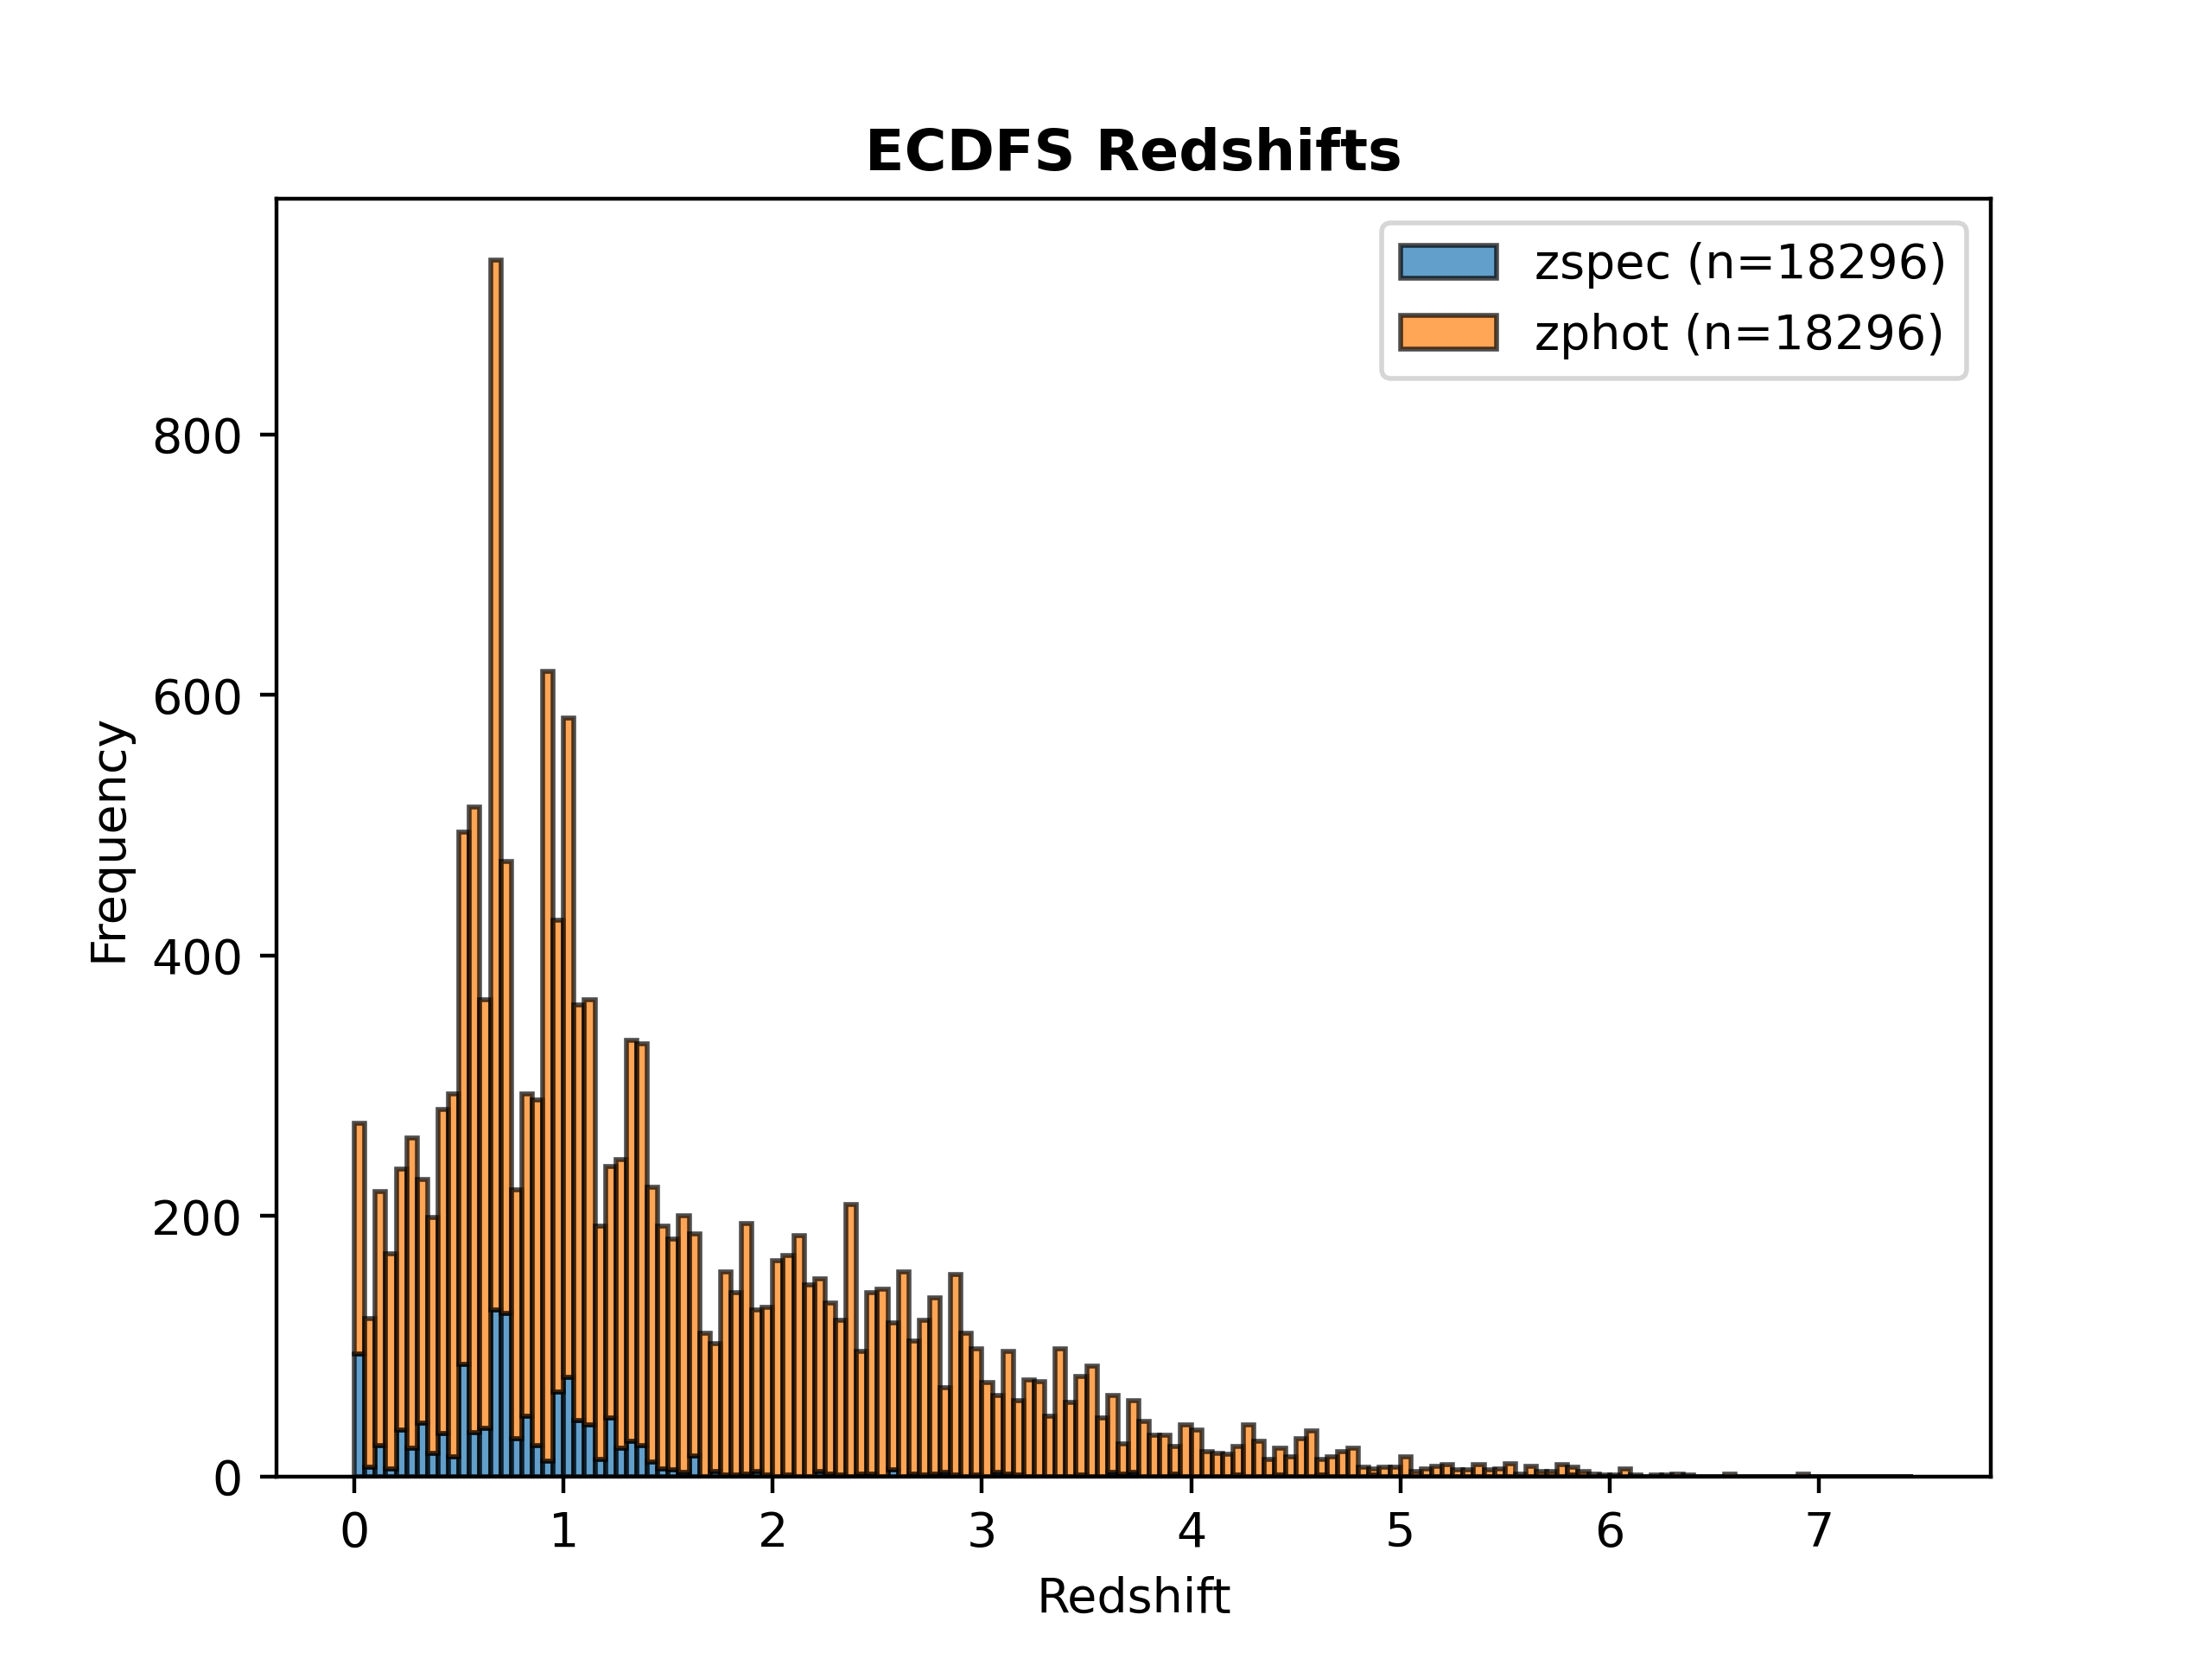 ECDFS Redshifts
zspec (n=18296)
zphot (n=18296)
800
600
400
200
0
Frequency
0 1 2 3 4 5 6 7
Redshift